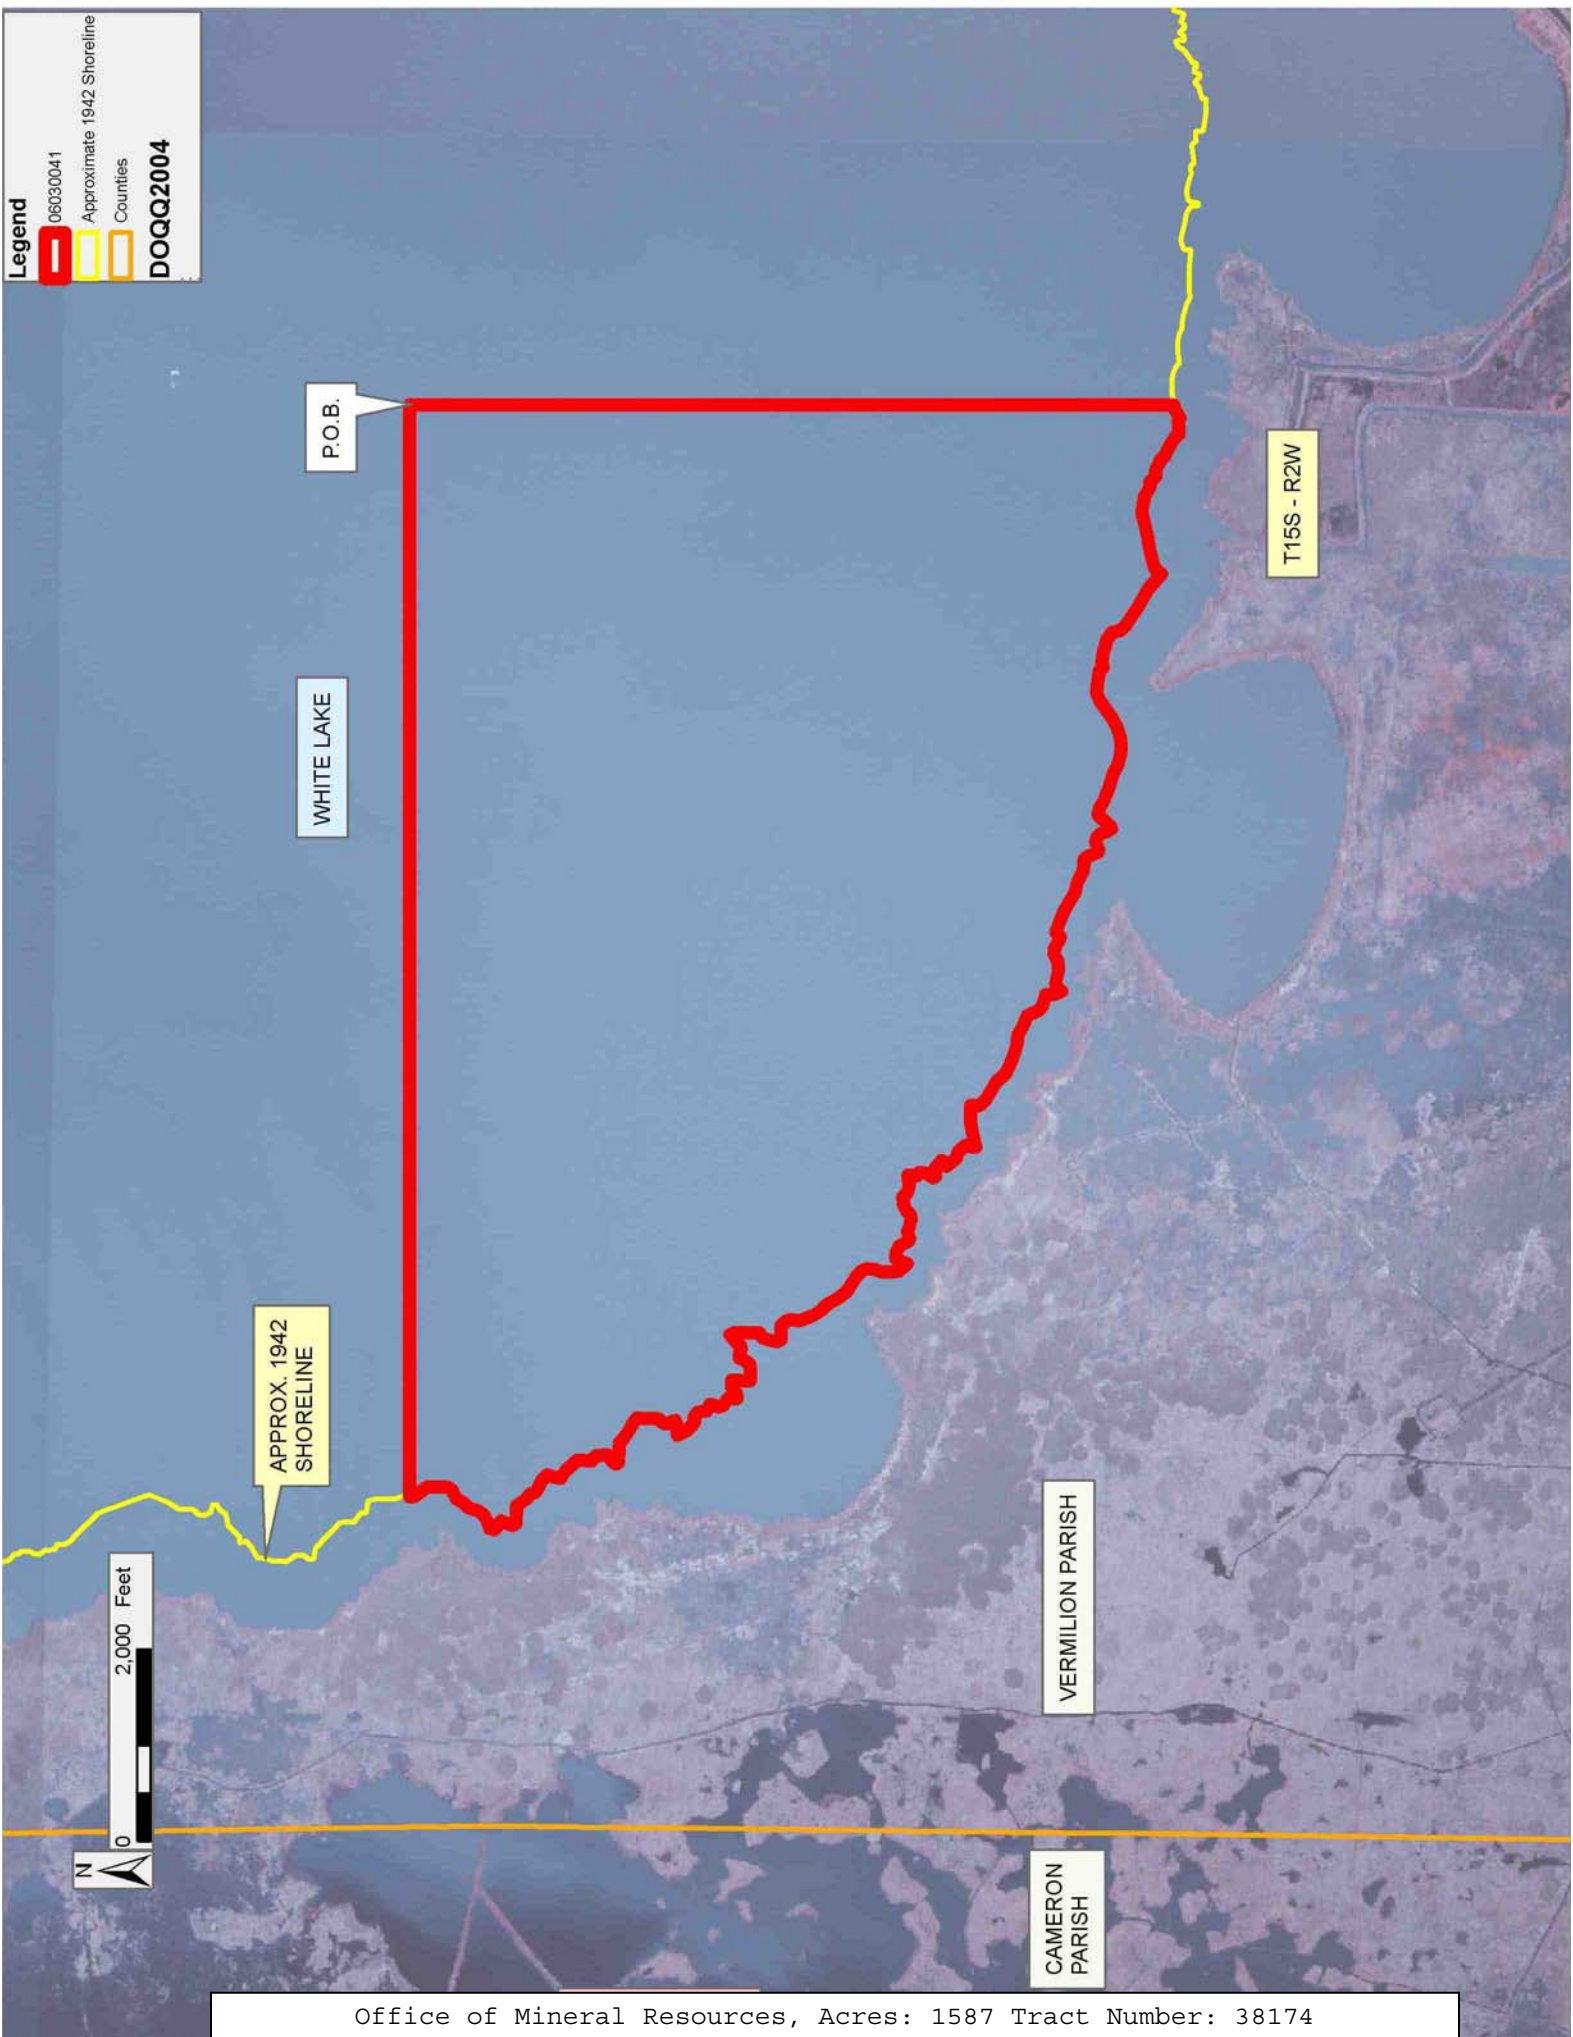 Legend
06030041
Approximate 1942 Shoreline
Counties
DOQQ2004
N
0 2,000 Feet
APPROX. 1942
SHORELINE
WHITE LAKE
P.O.B.
T15S - R2W
VERMILION PARISH
CAMERON
PARISH
Office of Mineral Resources, Acres: 1587 Tract Number: 38174